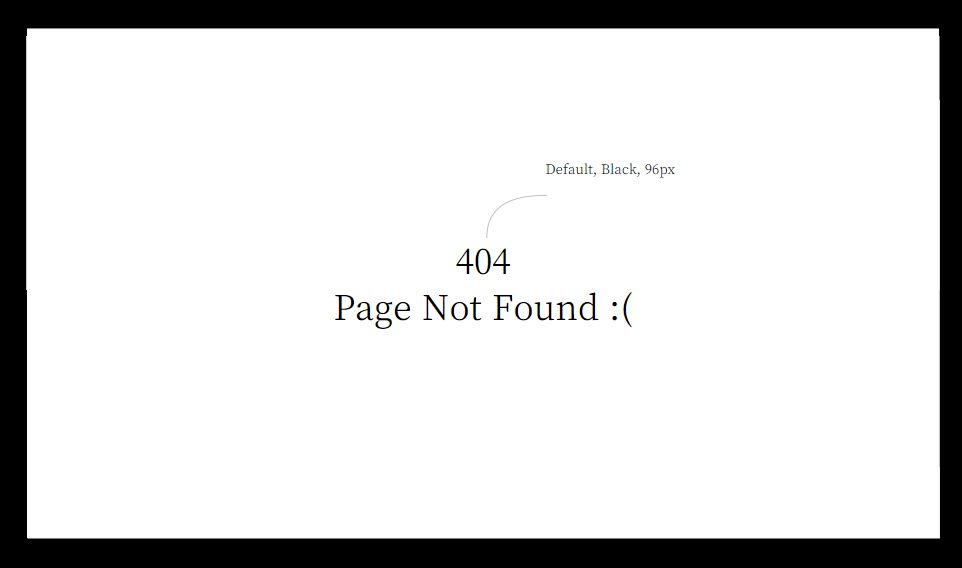 Default, Black, 96px
404
Page Not Found :(